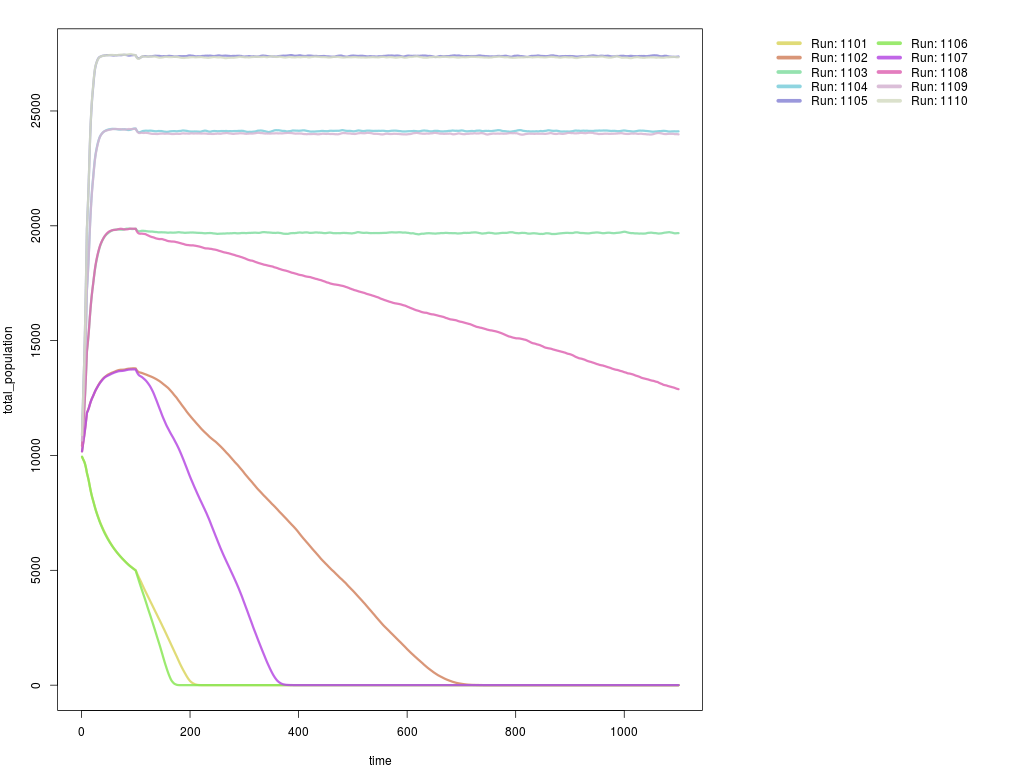 Run: 1101 Run: 1106
Run: 1102 Run: 1107
Run: 1103 Run: 1108
Run: 1104 Run: 1109
Run: 1105 Run: 1110
total_population
25000
20000
15000
10000
5000
0
0 200 400 600 800 1000
time